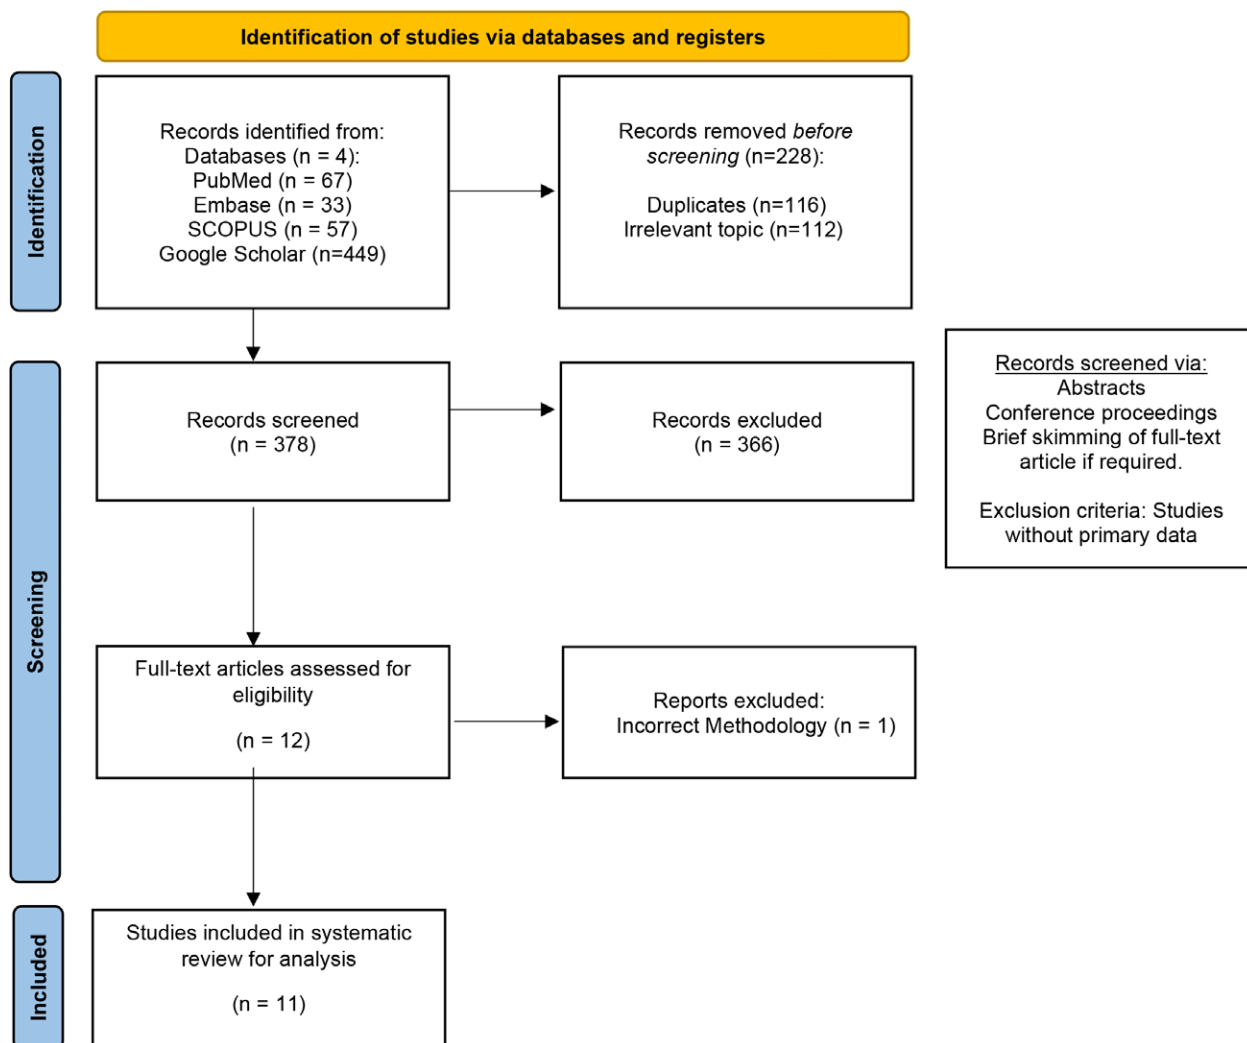 Identification of studies via databases and registers
Identification
Records identified from:
Databases (n = 4):
PubMed (n = 67)
Embase (n = 33)
SCOPUS (n = 57)
Google Scholar (n=449)
Records removed before
screening (n=228):
Duplicates (n=116)
Irrelevant topic (n=112)
Screening
Records screened
(n = 378)
Records excluded
(n = 366)
Records screened via:
Abstracts
Conference proceedings
Brief skimming of full-text
article if required.
Exclusion criteria: Studies
without primary data
Full-text articles assessed for
eligibility
(n = 12)
Reports excluded:
Incorrect Methodology (n = 1)
Included
Studies included in systematic
review for analysis
(n = 11)